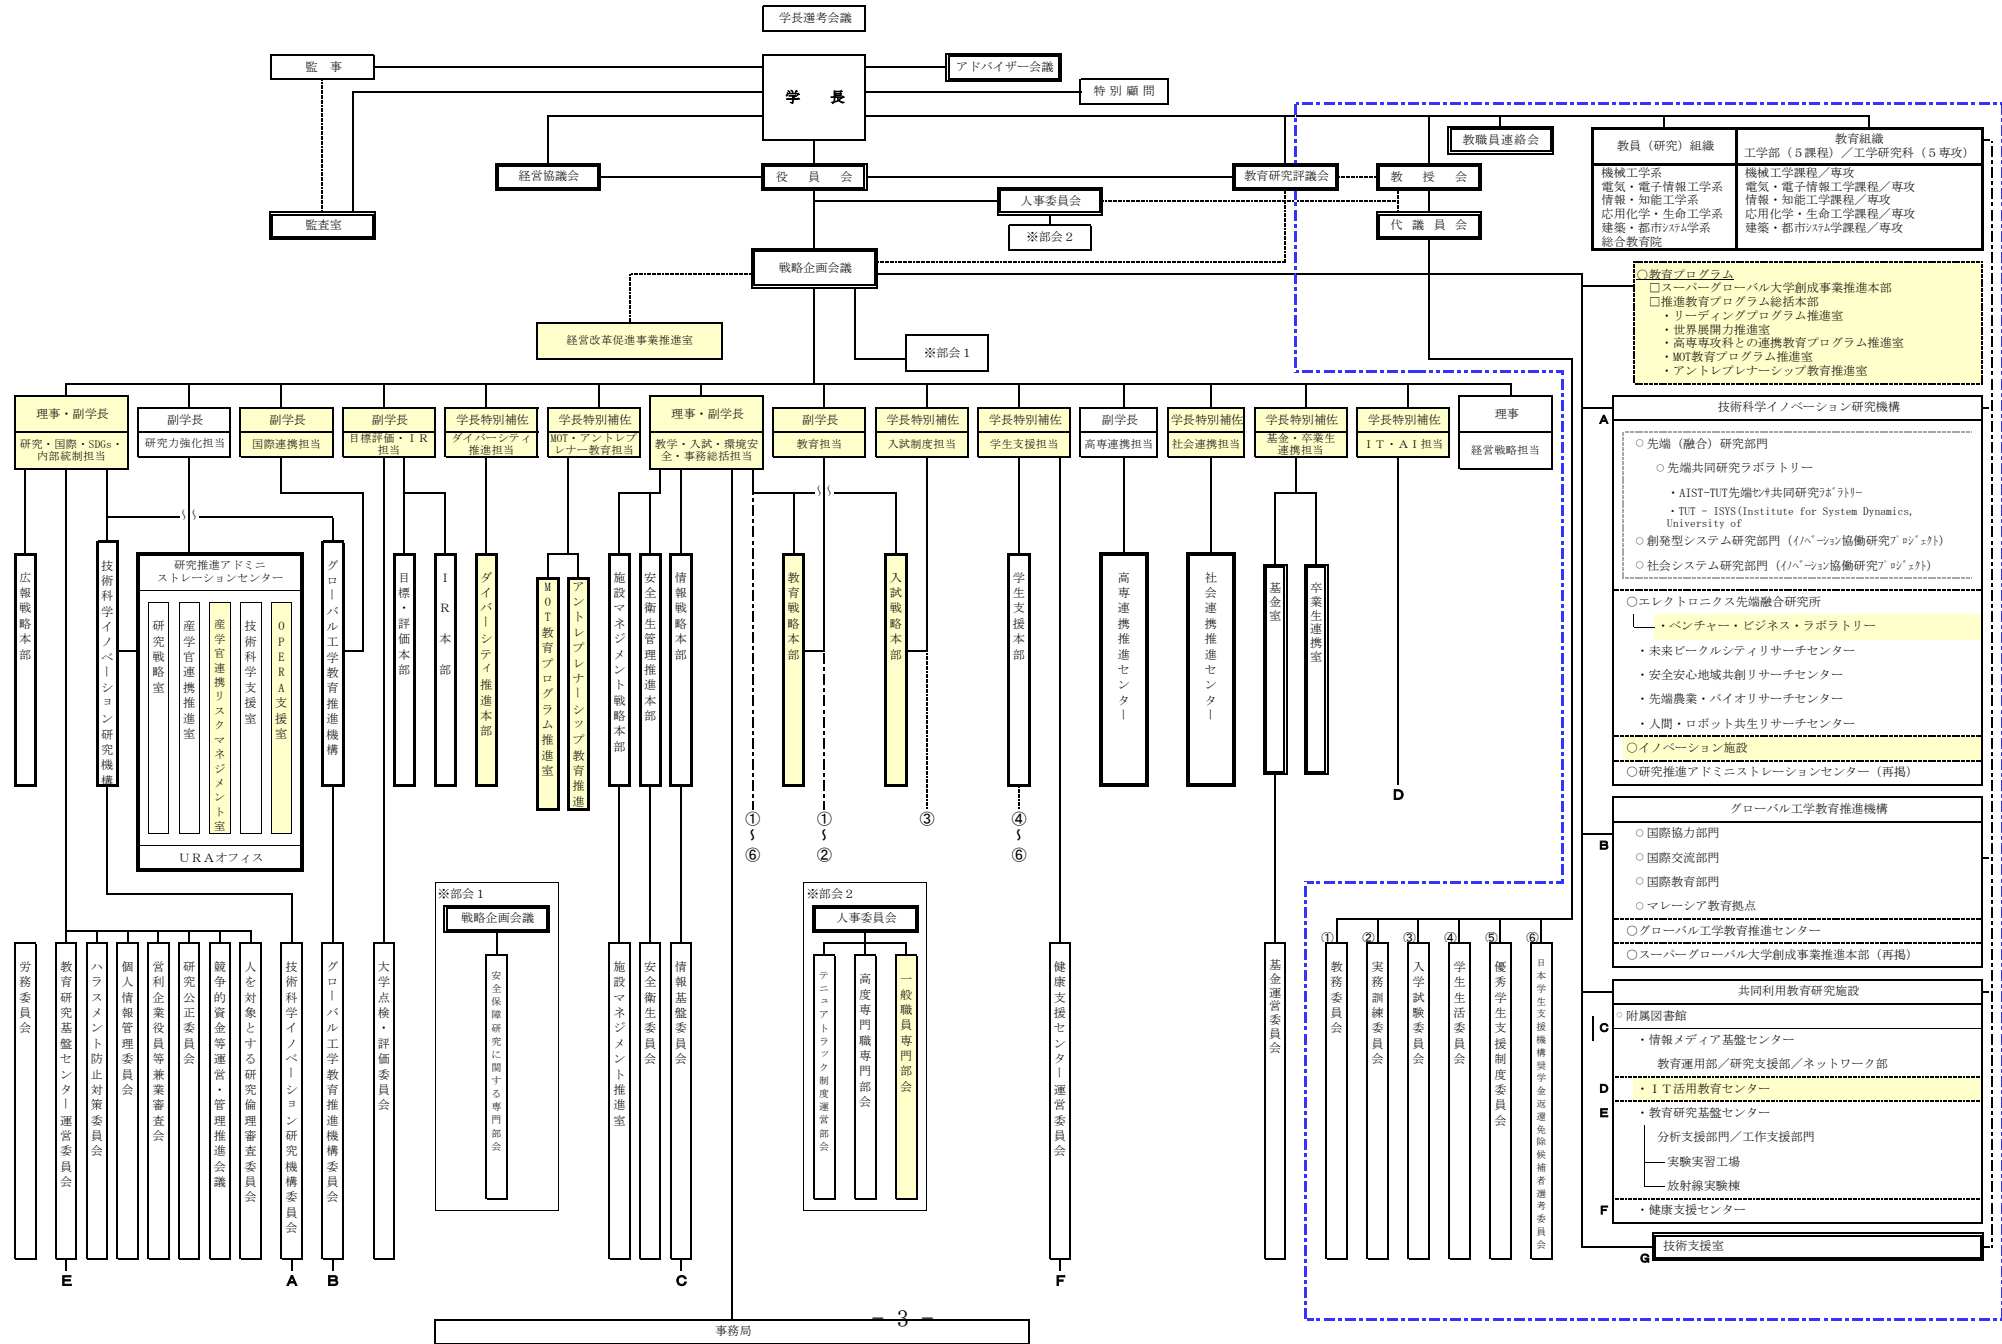 学長選考会議
監　事
学　長
アドバイザー会議
特別顧問
教職員連絡会
教員（研究）組織
教育組織
工学部（５課程）／工学研究科（５専攻）
機械工学系
電気・電子情報工学系
情報・知能工学系
応用化学・生命工学系
建築・都市システム学系
総合教育院
機械工学課程／専攻
電気・電子情報工学課程／専攻
情報・知能工学課程／専攻
応用化学・生命工学課程／専攻
建築・都市システム学課程／専攻
経営協議会
役　員　会
教育研究評議会
教　授　会
人事委員会
監査室
※部会２
代議員会
戦略企画会議
経営改革促進事業推進室
※部会１
○教育プログラム
□スーパーグローバル大学創成事業推進本部
□推進教育プログラム総括本部
・リーディングプログラム推進室
・世界展開力推進室
・高専専攻科との連携教育プログラム推進室
・MOT教育プログラム推進室
・アントレプレナーシップ教育推進室
理事・副学長
研究・国際・SDGs・
内部統制担当
副学長
研究力強化担当
副学長
国際連携担当
副学長
目標評価・ＩＲ
担当
学長特別補佐
ダイバーシティ
推進担当
学長特別補佐
MOT・アントレプ
レナー教育担当
理事・副学長
教学・入試・環境安
全・事務総括担当
副学長
教育担当
学長特別補佐
入試制度担当
学長特別補佐
学生支援担当
副学長
高専連携担当
学長特別補佐
社会連携担当
学長特別補佐
基金・卒業生
連携担当
学長特別補佐
ＩＴ・ＡＩ担当
理事
経営戦略担当
広報戦略本部
技術科学イノベーション研究機構
研究推進アドミニ
ストレーションセンター
研究戦略室
産学官連携推進室
産学官連携リスクマネジメント室
技術科学支援室
ＯＰＥＲＡ支援室
ＵＲＡオフィス
グローバル工学教育推進機構
目標・評価本部
ＩＲ本部
ダイバーシティ推進本部
ＭＯＴ教育プログラム推進室
アントレプレナーシップ教育推進
施設マネジメント戦略本部
安全衛生管理推進本部
情報戦略本部
教育戦略本部
入試戦略本部
学生支援本部
高専連携推進センター
社会連携推進センター
基金室
卒業生連携室
①
～
⑥
①
～
②
③
④
～
⑥
D
A
技術科学イノベーション研究機構
○先端（融合）研究部門
○先端共同研究ラボラトリー
・AIST-TUT先端センサ共同研究ラボラトリー
・TUT - ISYS(Institute for System Dynamics,
University of
○創発型システム研究部門（イノベーション協働研究プロジェクト）
○社会システム研究部門（イノベーション協働研究プロジェクト）
○エレクトロニクス先端融合研究所
・ベンチャー・ビジネス・ラボラトリー
・未来ビークルシティリサーチセンター
・安全安心地域共創リサーチセンター
・先端農業・バイオリサーチセンター
・人間・ロボット共生リサーチセンター
○イノベーション施設
○研究推進アドミニストレーションセンター（再掲）
B
グローバル工学教育推進機構
○国際協力部門
○国際交流部門
○国際教育部門
○マレーシア教育拠点
○グローバル工学教育推進センター
○スーパーグローバル大学創成事業推進本部（再掲）
共同利用教育研究施設
C
○附属図書館
・情報メディア基盤センター
教育運用部／研究支援部／ネットワーク部
D
・ＩＴ活用教育センター
E
・教育研究基盤センター
分析支援部門／工作支援部門
実験実習工場
放射線実験棟
F
・健康支援センター
G
技術支援室
労務委員会
教育研究基盤センター運営委員会
ハラスメント防止対策委員会
個人情報管理委員会
営利企業役員等兼業審査会
研究公正委員会
競争的資金等運営・管理推進会議
人を対象とする研究倫理審査委員会
技術科学イノベーション研究機構委員会
グローバル工学教育推進機構委員会
大学点検・評価委員会
※部会１
戦略企画会議
安全保障研究に関する専門部会
施設マネジメント推進室
安全衛生委員会
情報基盤委員会
※部会２
人事委員会
テニュアトラック制度運営部会
高度専門職専門部会
一般職員専門部会
健康支援センター運営委員会
基金運営委員会
①
教務委員会
②
実務訓練委員会
③
入学試験委員会
④
学生生活委員会
⑤
優秀学生支援制度委員会
⑥
日本学生支援機構奨学金返還免除候補者選考委員会
E
A
B
C
F
－ 3 －
事務局